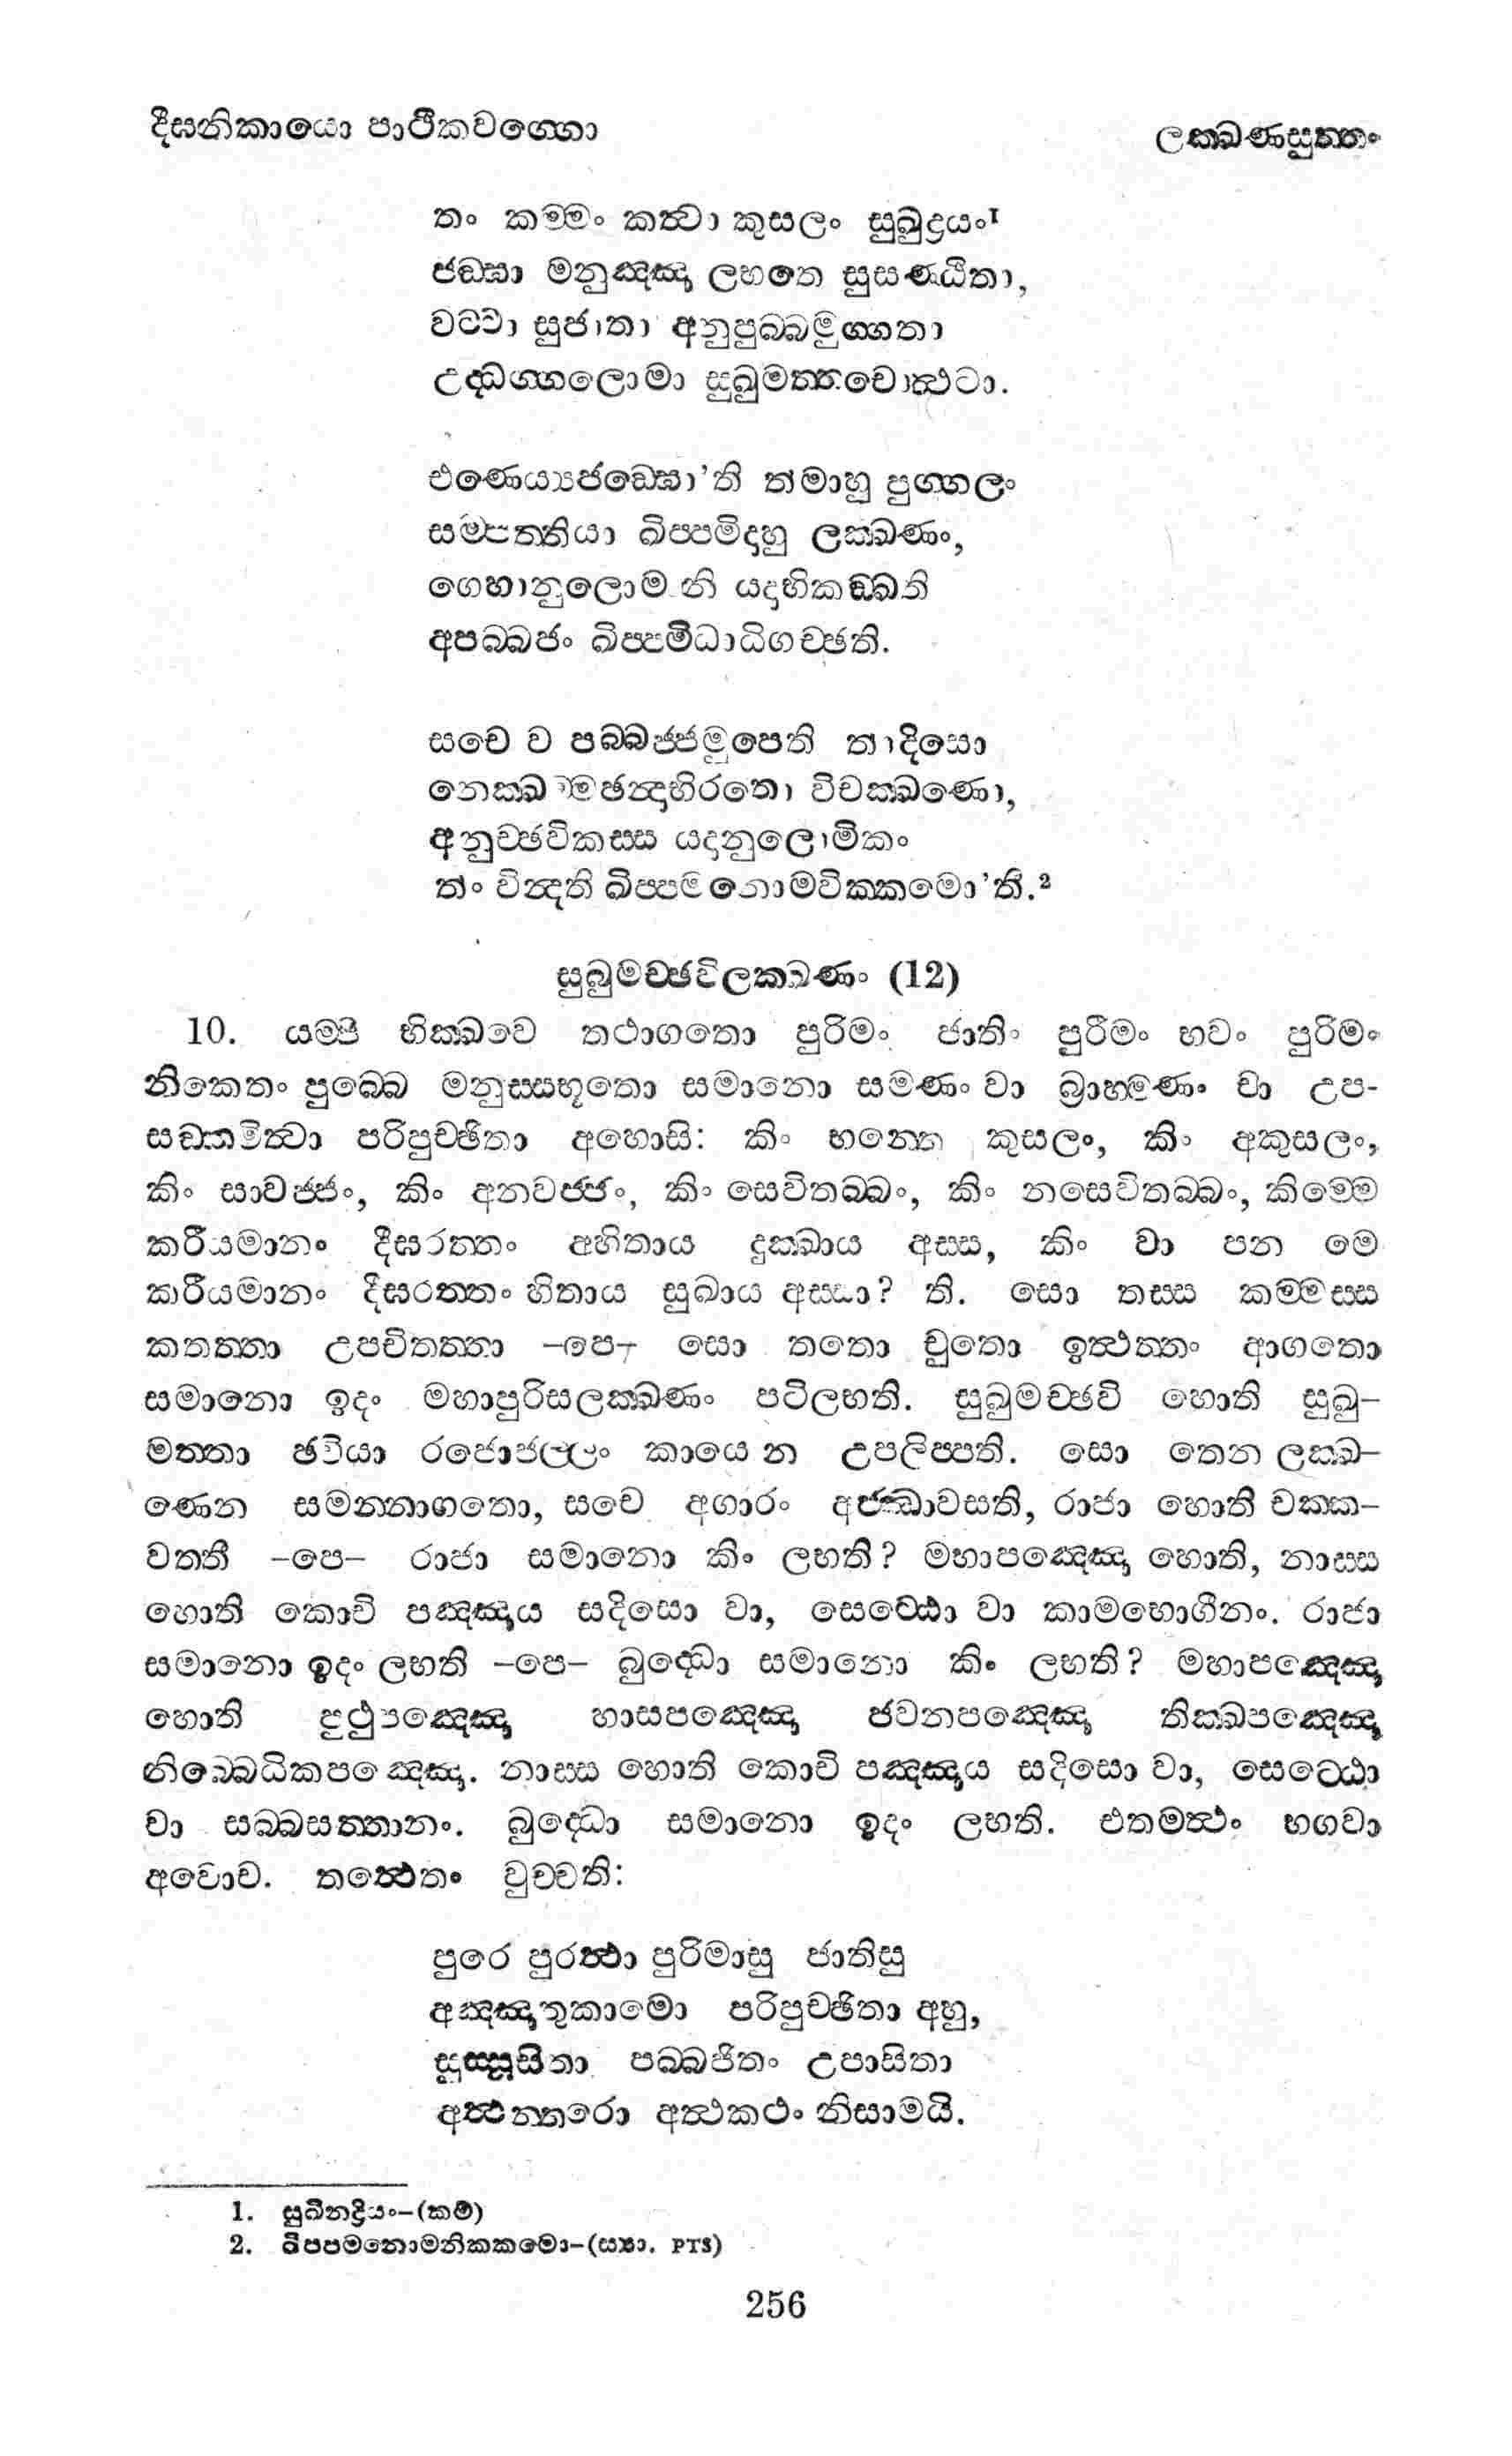 දීඝනිකායො පාථිකවග්ගො
ලක්ඛණසුත්තං
තං කම්මං කත්වා කුසලං සුඛුද්‍රයං¹
ජඞ්ඝා මනුඤ්ඤා ලභතෙ සුසණ්ඨිතා,
වට්ටා සුජාතා අනුපුබ්බමුග්ගතා
උද්ධග්ගලොමා සුඛුමත්තචොත්ථටා.
එණෙය්‍යජඞ්ඝො'ති තමාහු පුග්ගලං
සම්පත්තියා ඛිප්පමිදාහු ලක්ඛණං,
ගෙහානුලොමානි යදාභිකඞ්ඛති
අපබ්බජං ඛිප්පමිධාධිගච්ඡති.
සචෙ ව පබ්බජ්ජමුපෙති තාදිසො
නෙක්ඛම්මඡන්දාභිරතො විචක්ඛණො,
අනුච්ඡවිකස්ස යදානුලොමිකං
තං වින්දති ඛිප්පමනොමවික්කමො'ති.²
සුඛුමච්ඡවිලක්ඛණං (12)
10. යම්පි භික්ඛවෙ තථාගතො පුරිමං ජාතිං පුරිමං භවං පුරිමං
නිකෙතං පුබ්බෙ මනුස්සභූතො සමානො සමණං වා බ්‍රාහ්මණං වා උප-
සඞ්කමිත්වා පරිපුච්ඡිතා අහොසි: කිං භන්තෙ කුසලං, කිං අකුසලං,
කිං සාවජ්ජං, කිං අනවජ්ජං, කිං සෙවිතබ්බං, කිං නසෙවිතබ්බං, කිම්මෙ
කරීයමානං දීඝරත්තං අහිතාය දුක්ඛාය අස්ස, කිං වා පන මෙ
කරීයමානං දීඝරත්තං හිතාය සුඛාය අස්සා? ති. සො තස්ස කම්මස්ස
කතත්තා උපචිතත්තා –පෙ– සො තතො චුතො ඉත්ථත්තං ආගතො
සමානො ඉදං මහාපුරිසලක්ඛණං පටිලභති. සුඛුමච්ඡවි හොති සුඛු–
මත්තා ඡවියා රජොජල්ලං කායෙ න උපලිප්පති. සො තෙන ලක්ඛ–
ණෙන සමන්නාගතො, සචෙ අගාරං අජ්ඣාවසති, රාජා හොති චක්ක–
වත්තී –පෙ– රාජා සමානො කිං ලභති? මහාපඤ්ඤො හොති, නාස්ස
හොති කොචි පඤ්ඤාය සදිසො වා, සෙට්ඨො වා කාමභොගීනං. රාජා
සමානො ඉදං ලභති –පෙ– බුද්ධො සමානො කිං ලභති? මහාපඤ්ඤො
හොති පුථුපඤ්ඤො හාසපඤ්ඤො ජවනපඤ්ඤො තික්ඛපඤ්ඤො
නිබ්බෙධිකපඤ්ඤො. නාස්ස හොති කොචි පඤ්ඤාය සදිසො වා, සෙට්ඨො
වා සබ්බසත්තානං. බුද්ධො සමානො ඉදං ලභති. එතමත්ථං භගවා
අවොච. තත්ථෙතං වුච්චති:
පුරෙ පුරත්ථා පුරිමාසු ජාතිසු
අඤ්ඤාතුකාමො පරිපුච්ඡිතා අහු,
සුස්සූසිතා පබ්බජිතං උපාසිතා
අත්ථන්තරො අත්ථකථං නිසාමයි.
1. සුඛින්ද්‍රියං–(කම්)
2. ඛිප්පමනොමනික්කමො–(ස්‍යා. PTS)
256